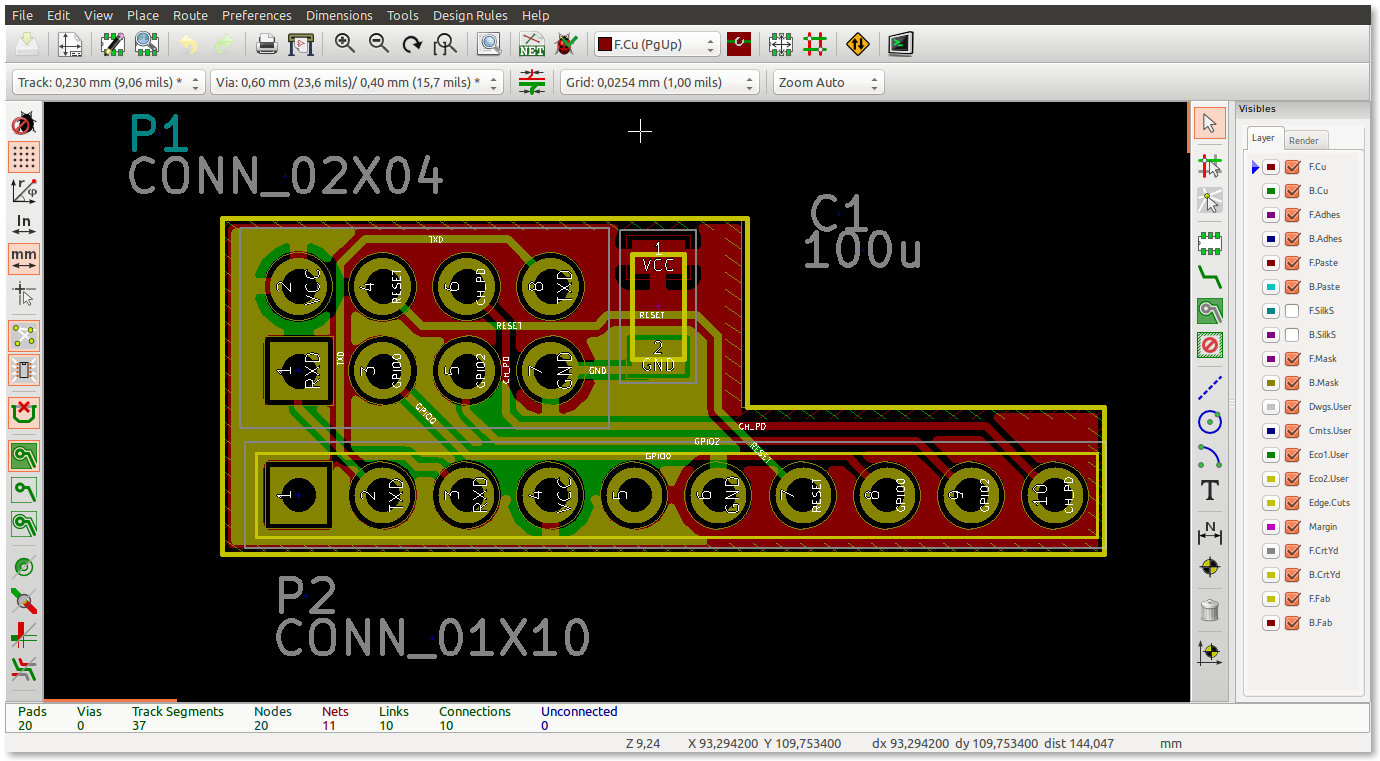 File Edit View Place Route Preferences Dimensions Tools Design Rules Help
NET
F.Cu (PgUp)
Track: 0,230 mm (9,06 mils) *
Via: 0,60 mm (23,6 mils)/ 0,40 mm (15,7 mils) *
Grid: 0,0254 mm (1,00 mils)
Zoom Auto
In
mm
P1
CONN_02X04
C1
100u
TXD
2 VCC
4 RESET
6 CH_PD
8 TXD
1
VCC
RESET
RESET
TXD
1 RXD
3 GPIO0
5 GPIO2
CH_PD
7 GND
GND
2
GND
GPIO0
CH_PD
GPIO2
RESET
GPIO0
1
2 TXD
3 RXD
4 VCC
5
6 GND
7 RESET
8 GPIO0
9 GPIO2
10 CH_PD
P2
CONN_01X10
T
N
Visibles
Layer Render
F.Cu
B.Cu
F.Adhes
B.Adhes
F.Paste
B.Paste
F.SilkS
B.SilkS
F.Mask
B.Mask
Dwgs.User
Cmts.User
Eco1.User
Eco2.User
Edge.Cuts
Margin
F.CrtYd
B.CrtYd
F.Fab
B.Fab
Pads Vias Track Segments Nodes Nets Links Connections Unconnected
20 0 37 20 11 10 10 0
Z 9,24 X 93,294200 Y 109,753400 dx 93,294200 dy 109,753400 dist 144,047 mm